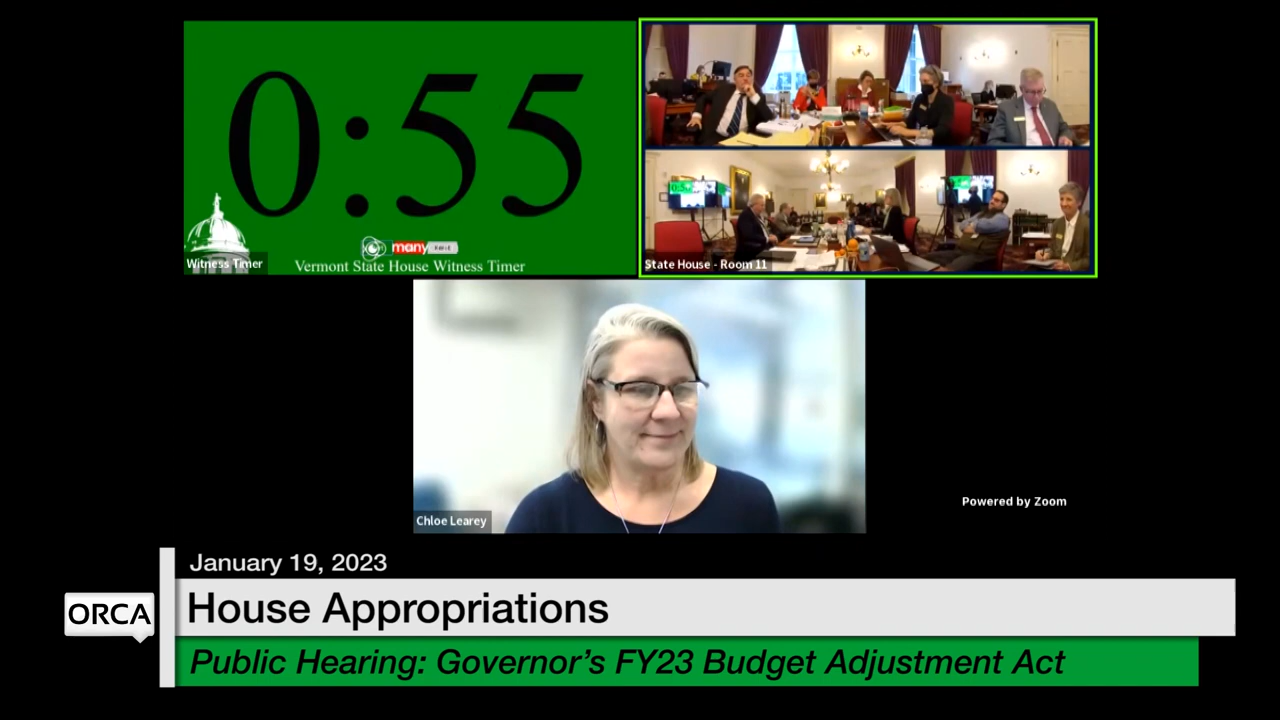 0:55
many
Witness Timer
Vermont State House Witness Timer
State House - Room 11
Chloe Learey
Powered by Zoom
January 19, 2023
ORCA
House Appropriations
Public Hearing: Governor's FY23 Budget Adjustment Act